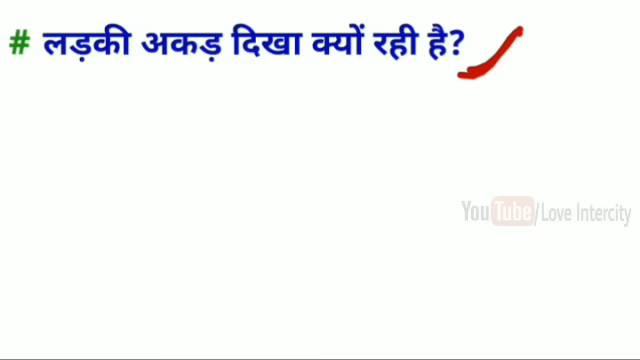 # लड़की अकड़ दिखा क्यों रही है?
YouTube/Love Intercity